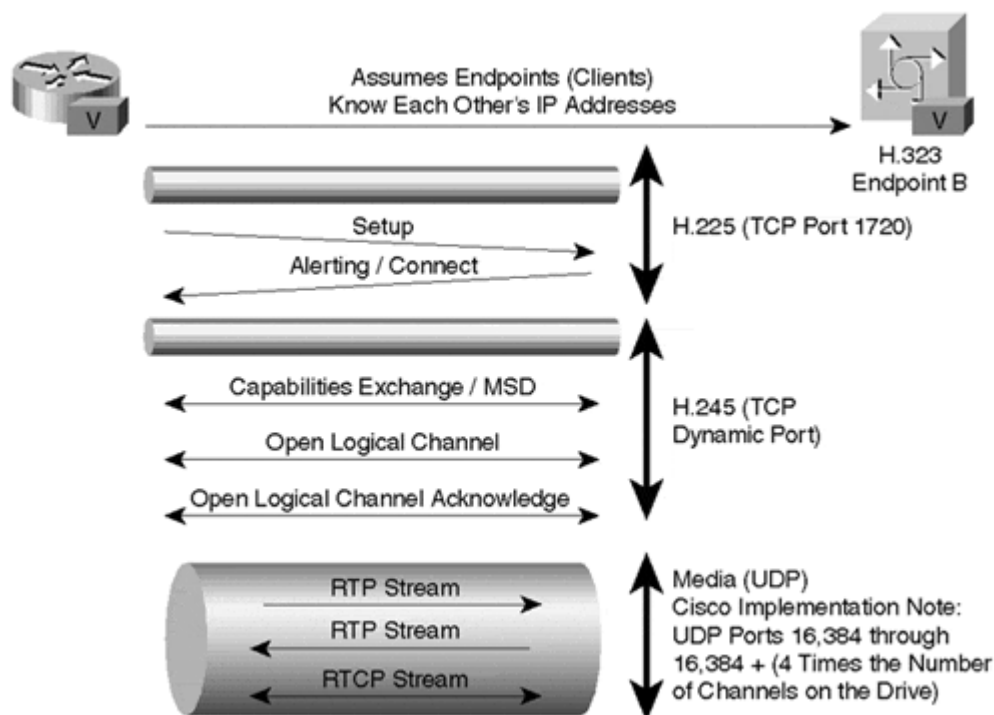 Assumes Endpoints (Clients)
Know Each Other's IP Addresses
V
V
H.323
Endpoint B
Setup
H.225 (TCP Port 1720)
Alerting / Connect
Capabilities Exchange / MSD
H.245 (TCP
Dynamic Port)
Open Logical Channel
Open Logical Channel Acknowledge
RTP Stream
RTP Stream
RTCP Stream
Media (UDP)
Cisco Implementation Note:
UDP Ports 16,384 through
16,384 + (4 Times the Number
of Channels on the Drive)